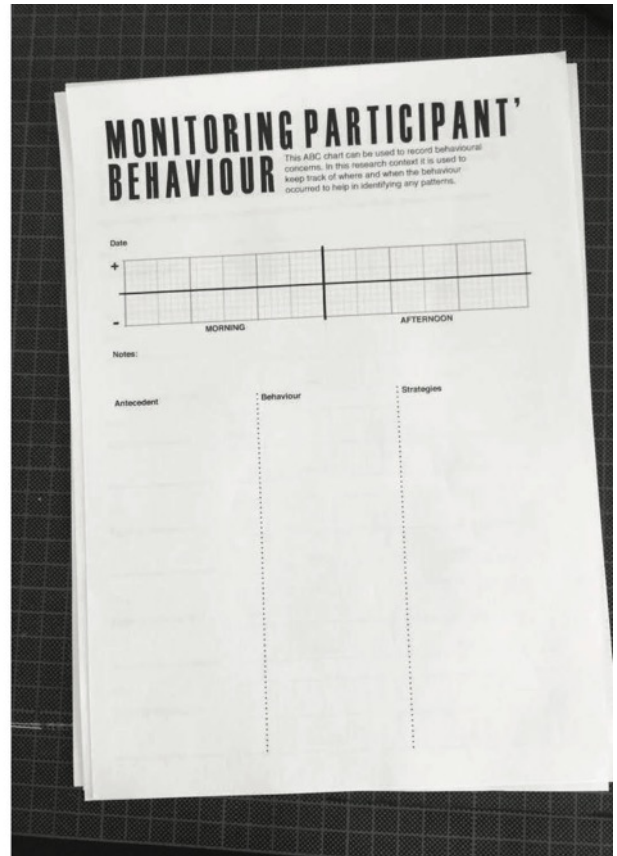 MONITORING PARTICIPANT'
BEHAVIOUR
This ABC chart can be used to record behavioural
concerns. In this research context it is used to
keep track of where and when the behaviour
occurred to help in identifying any patterns.
Date
+
-
MORNING
AFTERNOON
Notes:
Antecedent
Behaviour
Strategies